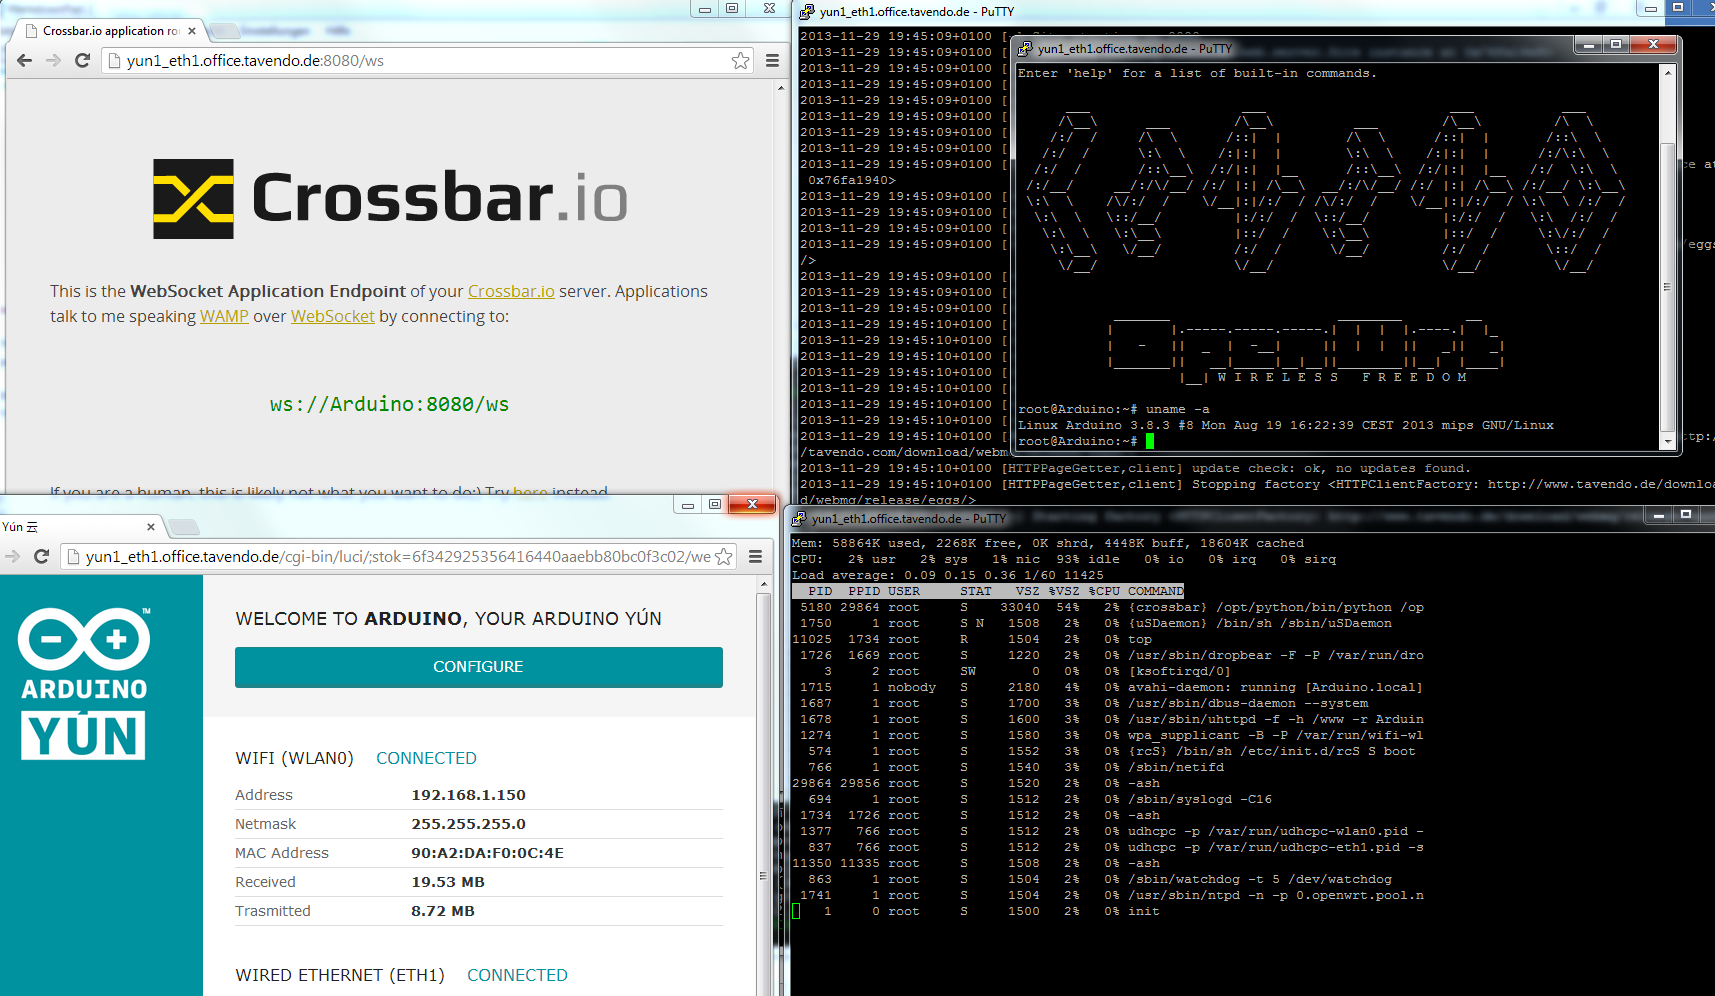 Crossbar.io application ro
yun1_eth1.office.tavendo.de:8080/ws
Crossbar.io
This is the WebSocket Application Endpoint of your Crossbar.io server. Applications
talk to me speaking WAMP over WebSocket by connecting to:
ws://Arduino:8080/ws
If you are a human, this is likely not what you want to do:) Try here instead
yun1_eth1.office.tavendo.de - PuTTY
2013-11-29 19:45:09+0100 [
2013-11-29 19:45:09+0100 [
2013-11-29 19:45:09+0100 [
2013-11-29 19:45:09+0100 [
2013-11-29 19:45:09+0100 [
2013-11-29 19:45:09+0100 [
2013-11-29 19:45:09+0100 [
2013-11-29 19:45:09+0100 [
2013-11-29 19:45:09+0100 [
0x76fa1940>
2013-11-29 19:45:09+0100 [
2013-11-29 19:45:09+0100 [
2013-11-29 19:45:09+0100 [
2013-11-29 19:45:09+0100 [
/>
2013-11-29 19:45:09+0100 [
2013-11-29 19:45:09+0100 [
2013-11-29 19:45:09+0100 [
2013-11-29 19:45:10+0100 [
2013-11-29 19:45:10+0100 [
2013-11-29 19:45:10+0100 [
2013-11-29 19:45:10+0100 [
2013-11-29 19:45:10+0100 [
2013-11-29 19:45:10+0100 [
2013-11-29 19:45:10+0100 [
2013-11-29 19:45:10+0100 [
/tavendo.com/download/webm
2013-11-29 19:45:10+0100 [HTTPPageGetter,client] update check: ok, no updates found.
2013-11-29 19:45:10+0100 [HTTPPageGetter,client] Stopping factory <HTTPClientFactory: http://www.tavendo.de/downloa
d/webmq/release/eggs/>
yun1_eth1.office.tavendo.de - PuTTY
Enter 'help' for a list of built-in commands.
OpenWrt
W I R E L E S S   F R E E D O M
root@Arduino:~# uname -a
Linux Arduino 3.8.3 #8 Mon Aug 19 16:22:39 CEST 2013 mips GNU/Linux
root@Arduino:~#
Yún 云
yun1_eth1.office.tavendo.de/cgi-bin/luci/;stok=6f342925356416440aaebb80bc0f3c02/we
ARDUINO
YÚN
WELCOME TO ARDUINO, YOUR ARDUINO YÚN
CONFIGURE
WIFI (WLAN0) CONNECTED
Address 192.168.1.150
Netmask 255.255.255.0
MAC Address 90:A2:DA:F0:0C:4E
Received 19.53 MB
Trasmitted 8.72 MB
WIRED ETHERNET (ETH1) CONNECTED
yun1_eth1.office.tavendo.de - PuTTY
Mem: 58864K used, 2268K free, 0K shrd, 4448K buff, 18604K cached
CPU:   2% usr   2% sys   1% nic  93% idle   0% io   0% irq   0% sirq
Load average: 0.09 0.15 0.36 1/60 11425
PID  PPID USER     STAT   VSZ %VSZ %CPU COMMAND
5180 29864 root     S    33040  54%   2% {crossbar} /opt/python/bin/python /op
1750     1 root     S N   1508   2%   0% {uSDaemon} /bin/sh /sbin/uSDaemon
11025  1734 root     R     1504   2%   0% top
1726  1669 root     S     1220   2%   0% /usr/sbin/dropbear -F -P /var/run/dro
3     2 root     SW       0   0%   0% [ksoftirqd/0]
1715     1 nobody   S     2180   4%   0% avahi-daemon: running [Arduino.local]
1687     1 root     S     1700   3%   0% /usr/sbin/dbus-daemon --system
1678     1 root     S     1600   3%   0% /usr/sbin/uhttpd -f -h /www -r Arduin
1274     1 root     S     1580   3%   0% wpa_supplicant -B -P /var/run/wifi-wl
574     1 root     S     1552   3%   0% {rcS} /bin/sh /etc/init.d/rcS S boot
766     1 root     S     1540   3%   0% /sbin/netifd
29864 29856 root     S     1520   2%   0% -ash
694     1 root     S     1512   2%   0% /sbin/syslogd -C16
1734  1726 root     S     1512   2%   0% -ash
1377   766 root     S     1512   2%   0% udhcpc -p /var/run/udhcpc-wlan0.pid -
837   766 root     S     1512   2%   0% udhcpc -p /var/run/udhcpc-eth1.pid -s
11350 11335 root     S     1508   2%   0% -ash
863     1 root     S     1504   2%   0% /sbin/watchdog -t 5 /dev/watchdog
1741     1 root     S     1504   2%   0% /usr/sbin/ntpd -n -p 0.openwrt.pool.n
1     0 root     S     1500   2%   0% init